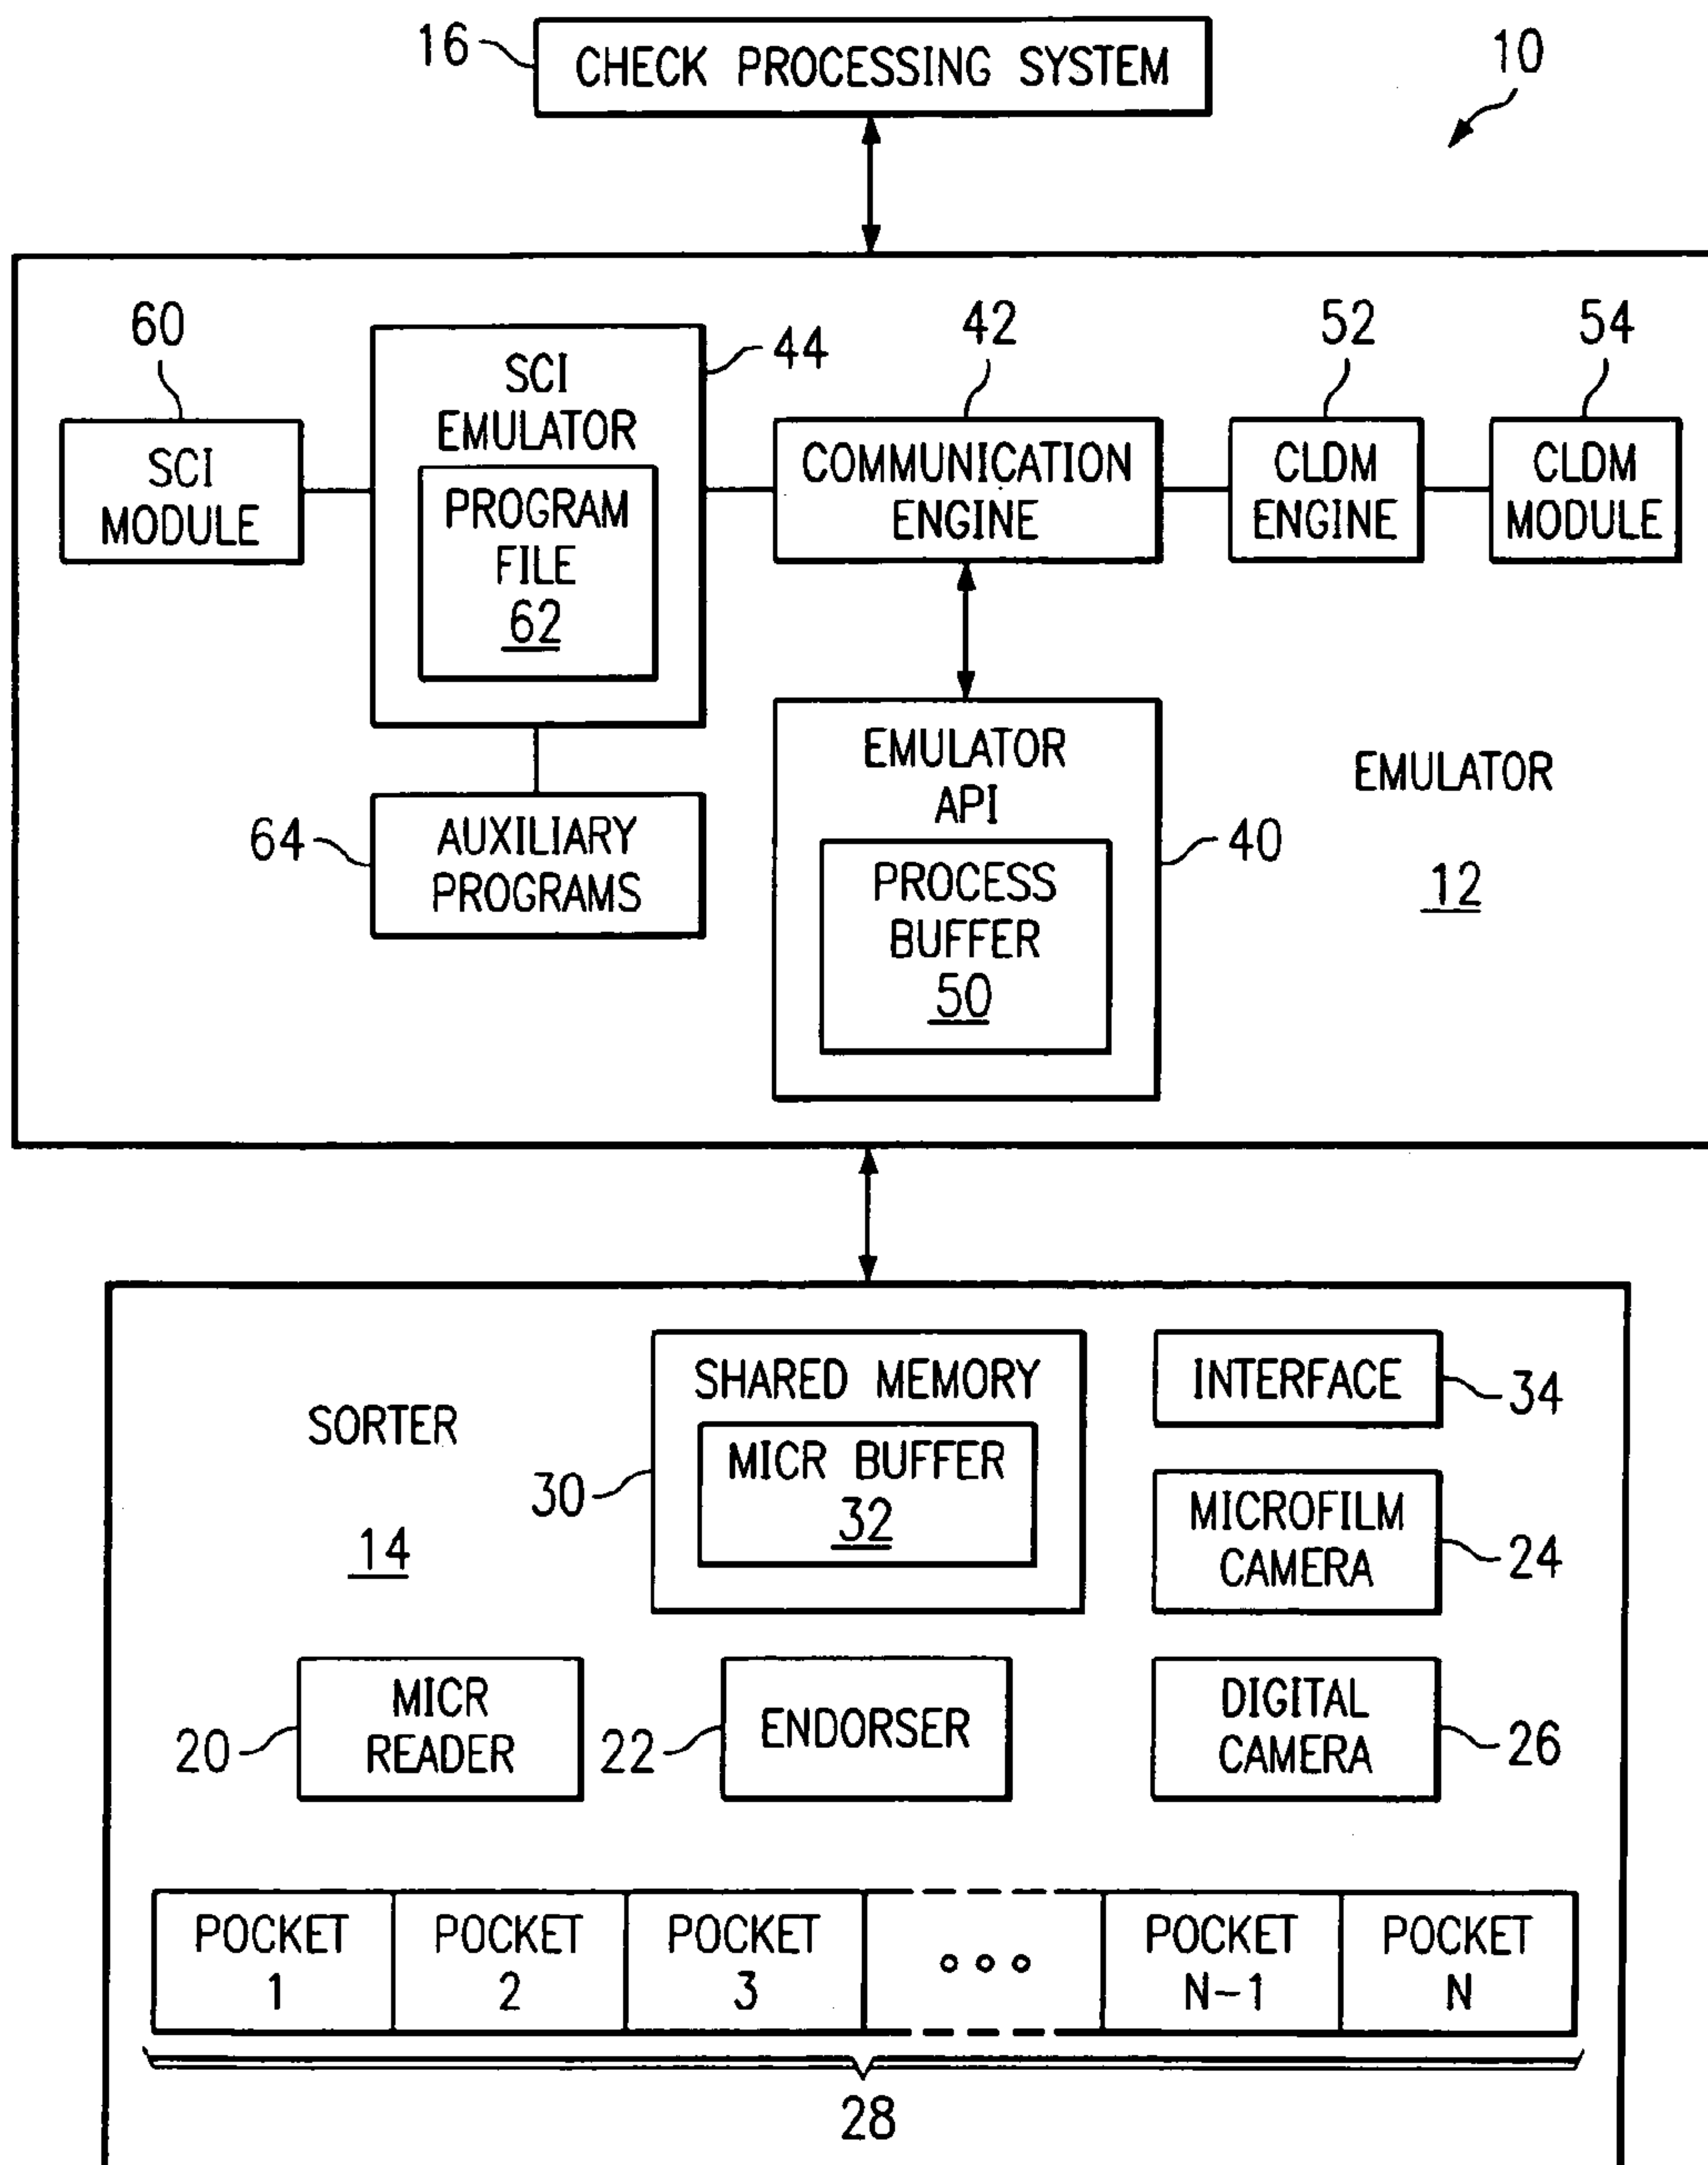 16
CHECK PROCESSING SYSTEM
10
60
SCI
MODULE
44
SCI
EMULATOR
PROGRAM
FILE
62
42
COMMUNICATION
ENGINE
52
CLDM
ENGINE
54
CLDM
MODULE
64
AUXILIARY
PROGRAMS
EMULATOR
API
40
PROCESS
BUFFER
50
EMULATOR
12
SORTER
14
SHARED MEMORY
30
MICR BUFFER
32
INTERFACE
34
MICROFILM
CAMERA
24
20
MICR
READER
22
ENDORSER
DIGITAL
CAMERA
26
POCKET
1
POCKET
2
POCKET
3
POCKET
N-1
POCKET
N
28